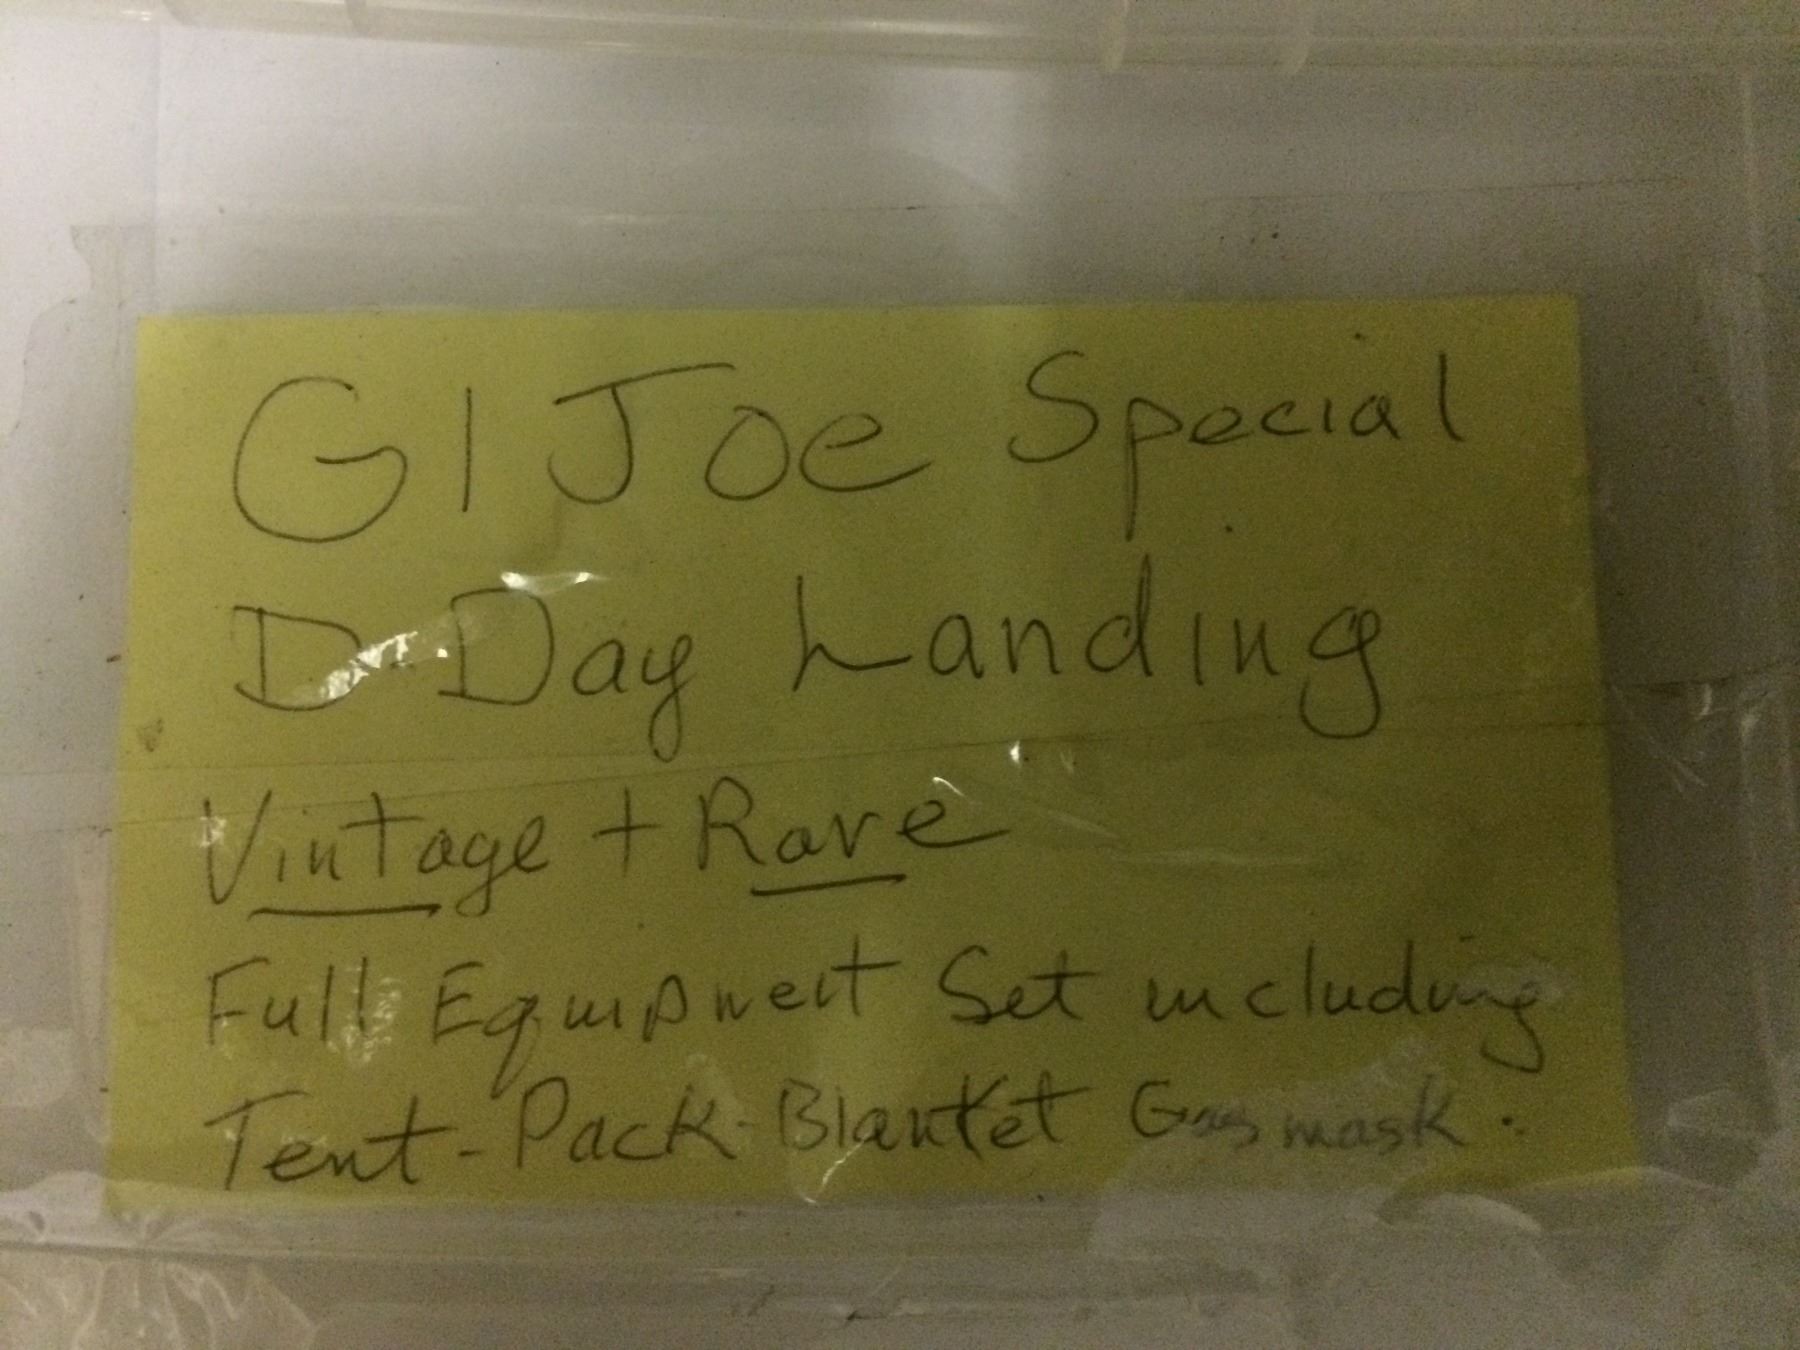 GI Joe Special
D-Day Landing
Vintage + Rare
Full Equipment Set including
Tent-Pack-Blanket Gas mask.